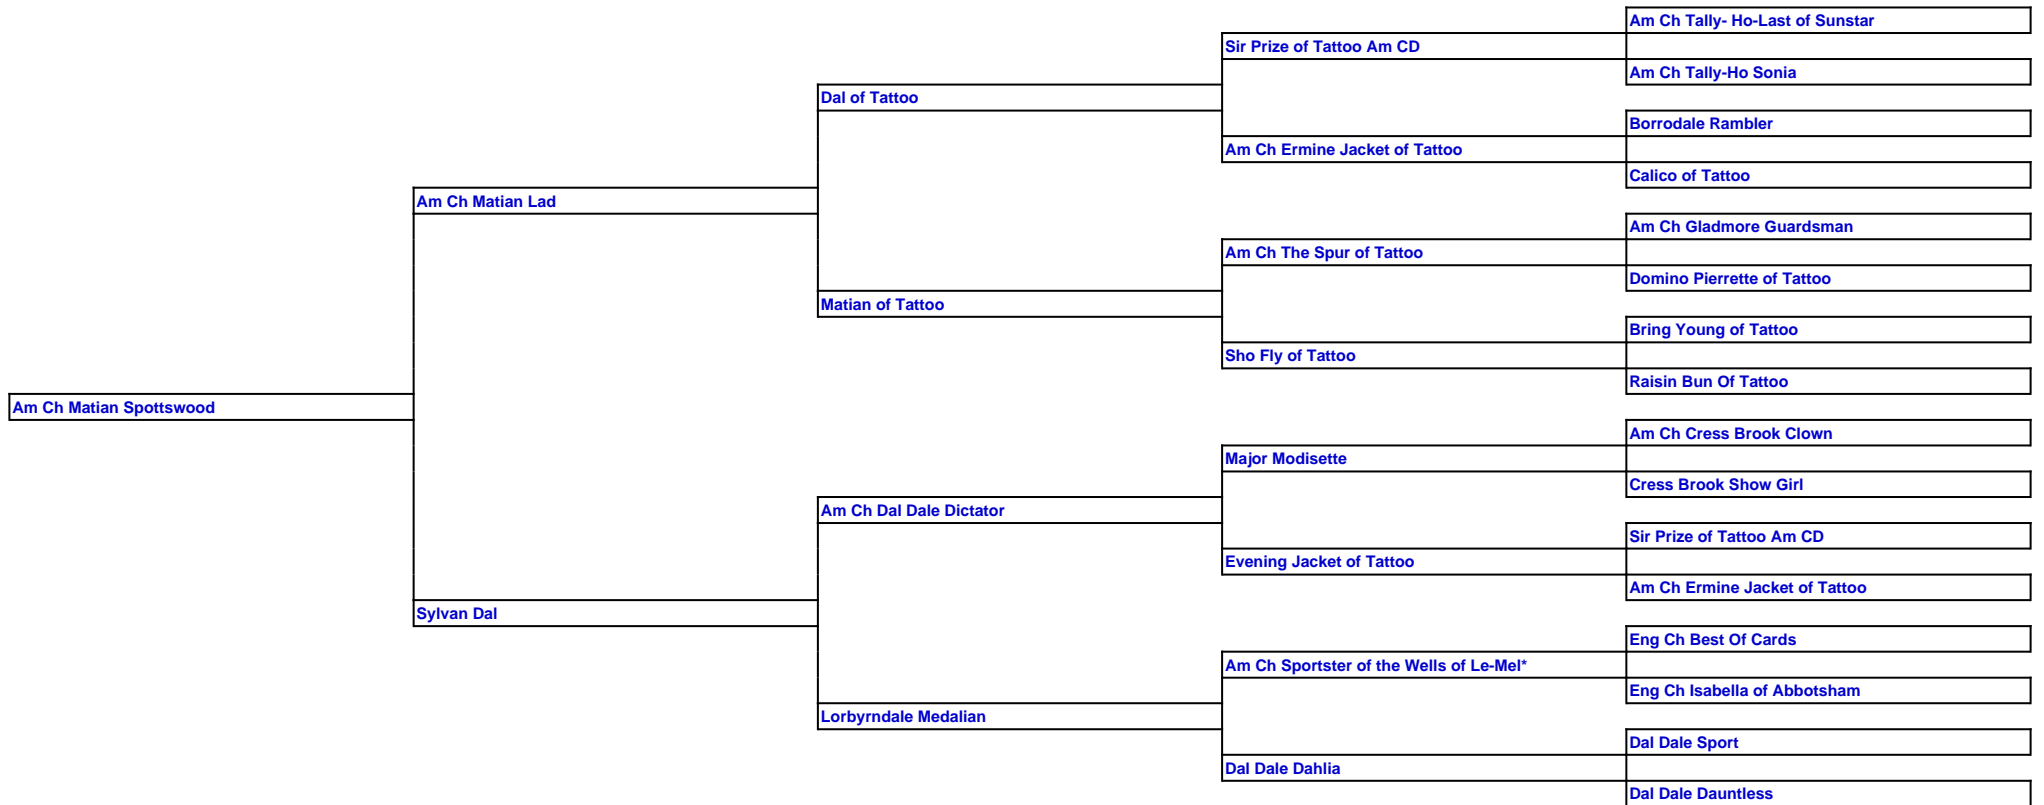 Am Ch Tally- Ho-Last of Sunstar
Sir Prize of Tattoo Am CD
Am Ch Tally-Ho Sonia
Dal of Tattoo
Borrodale Rambler
Am Ch Ermine Jacket of Tattoo
Calico of Tattoo
Am Ch Matian Lad
Am Ch Gladmore Guardsman
Am Ch The Spur of Tattoo
Domino Pierrette of Tattoo
Matian of Tattoo
Bring Young of Tattoo
Sho Fly of Tattoo
Raisin Bun Of Tattoo
Am Ch Matian Spottswood
Am Ch Cress Brook Clown
Major Modisette
Cress Brook Show Girl
Am Ch Dal Dale Dictator
Sir Prize of Tattoo Am CD
Evening Jacket of Tattoo
Am Ch Ermine Jacket of Tattoo
Sylvan Dal
Eng Ch Best Of Cards
Am Ch Sportster of the Wells of Le-Mel*
Eng Ch Isabella of Abbotsham
Lorbyrndale Medalian
Dal Dale Sport
Dal Dale Dahlia
Dal Dale Dauntless